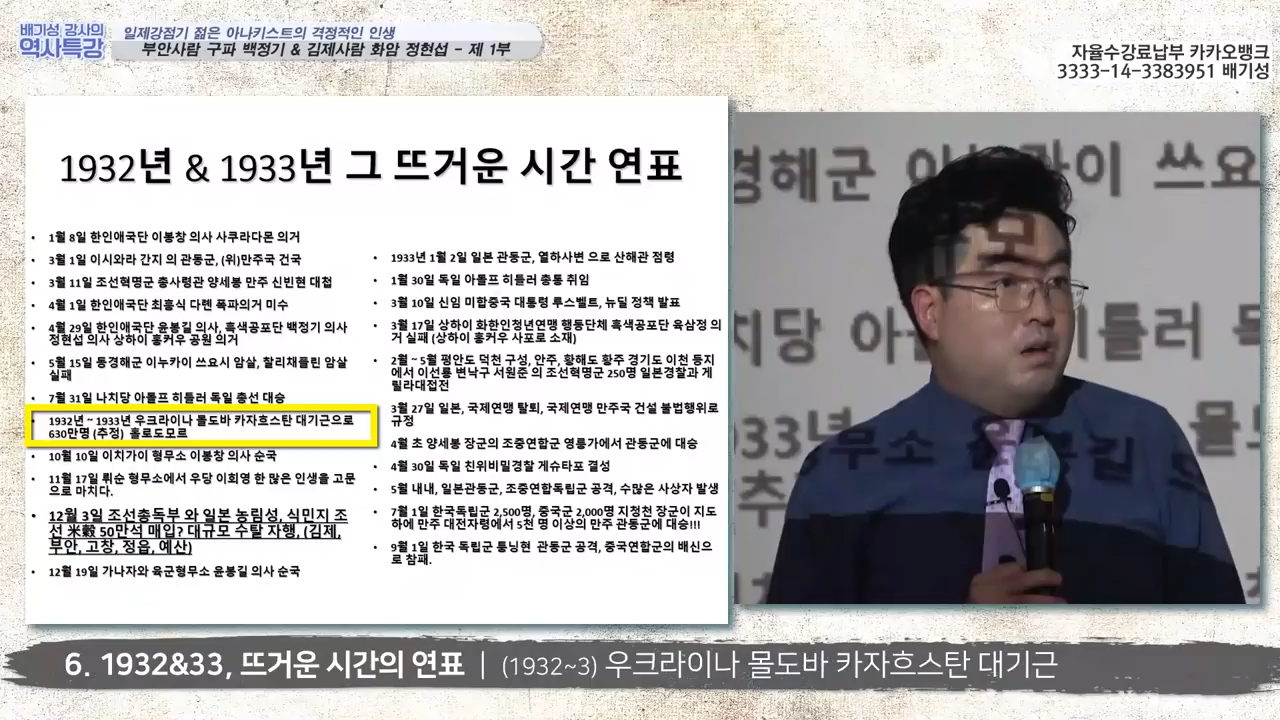 배기성 강사의
역사특강
일제강점기 젊은 아나키스트의 격정적인 인생
부안사람 구파 백정기 & 김제사람 화암 정현섭 - 제 1부
자율수강료납부 카카오뱅크
3333-14-3383951 배기성
1932년 & 1933년 그 뜨거운 시간 연표
• 1월 8일 한인애국단 이봉창 의사 사쿠라다몬 의거
• 3월 1일 이시와라 간지 의 관동군, (위)만주국 건국
• 3월 11일 조선혁명군 총사령관 양세봉 만주 신빈현 대첩
• 4월 1일 한인애국단 최흥식 다롄 폭파의거 미수
• 4월 29일 한인애국단 윤봉길 의사, 흑색공포단 백정기 의사
정현섭 의사 상하이 훙커우 공원 의거
• 5월 15일 동경해군 이누카이 쓰요시 암살, 찰리채플린 암살
실패
• 7월 31일 나치당 아돌프 히틀러 독일 총선 대승
• 1932년 ~ 1933년 우크라이나 몰도바 카자흐스탄 대기근으로
630만명 (추정) 홀로도모르
• 10월 10일 이치가이 형무소 이봉창 의사 순국
• 11월 17일 뤼순 형무소에서 우당 이회영 한 많은 인생을 고문
으로 마치다.
• 12월 3일 조선총독부 와 일본 농림성, 식민지 조
선 米穀 50만석 매입? 대규모 수탈 자행, (김제,
부안, 고창, 정읍, 예산)
• 12월 19일 가나자와 육군형무소 윤봉길 의사 순국
• 1933년 1월 2일 일본 관동군, 열하사변 으로 산해관 점령
• 1월 30일 독일 아돌프 히틀러 총통 취임
• 3월 10일 신임 미합중국 대통령 루스벨트, 뉴딜 정책 발표
• 3월 17일 상하이 화한인청년연맹 행동단체 흑색공포단 육삼정 의
거 실패 (상하이 훙커우 사포로 소재)
• 2월 ~ 5월 평안도 덕천 구성, 안주, 황해도 황주 경기도 이천 등지
에서 이선룡 변낙구 서원준 의 조선혁명군 250명 일본경찰과 게
릴라대접전
• 3월 27일 일본, 국제연맹 탈퇴, 국제연맹 만주국 건설 불법행위로
규정
• 4월 초 양세봉 장군의 조중연합군 영릉가에서 관동군에 대승
• 4월 30일 독일 친위비밀경찰 게슈타포 결성
• 5월 내내, 일본관동군, 조중연합독립군 공격, 수많은 사상자 발생
• 7월 1일 한국독립군 2,500명, 중국군 2,000명 지청천 장군이 지도
하에 만주 대전자령에서 5천 명 이상의 만주 관동군에 대승!!!
• 9월 1일 한국 독립군 퉁닝현 관동군 공격, 중국연합군의 배신으
로 참패.
경해군 이누카이 쓰요
치당 아돌 히틀러 독
6. 1932&33, 뜨거운 시간의 연표 | (1932~3) 우크라이나 몰도바 카자흐스탄 대기근